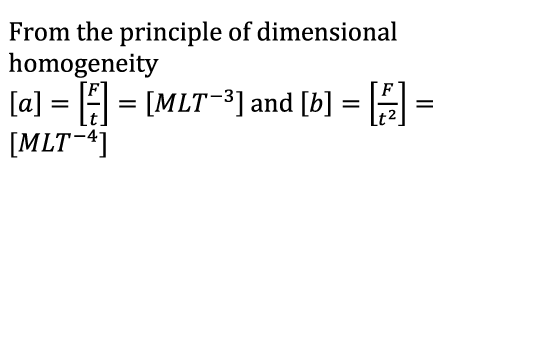 From the principle of dimensional
homogeneity
[a] = [F/t] = [MLT⁻³] and [b] = [F/t²] =
[MLT⁻⁴]